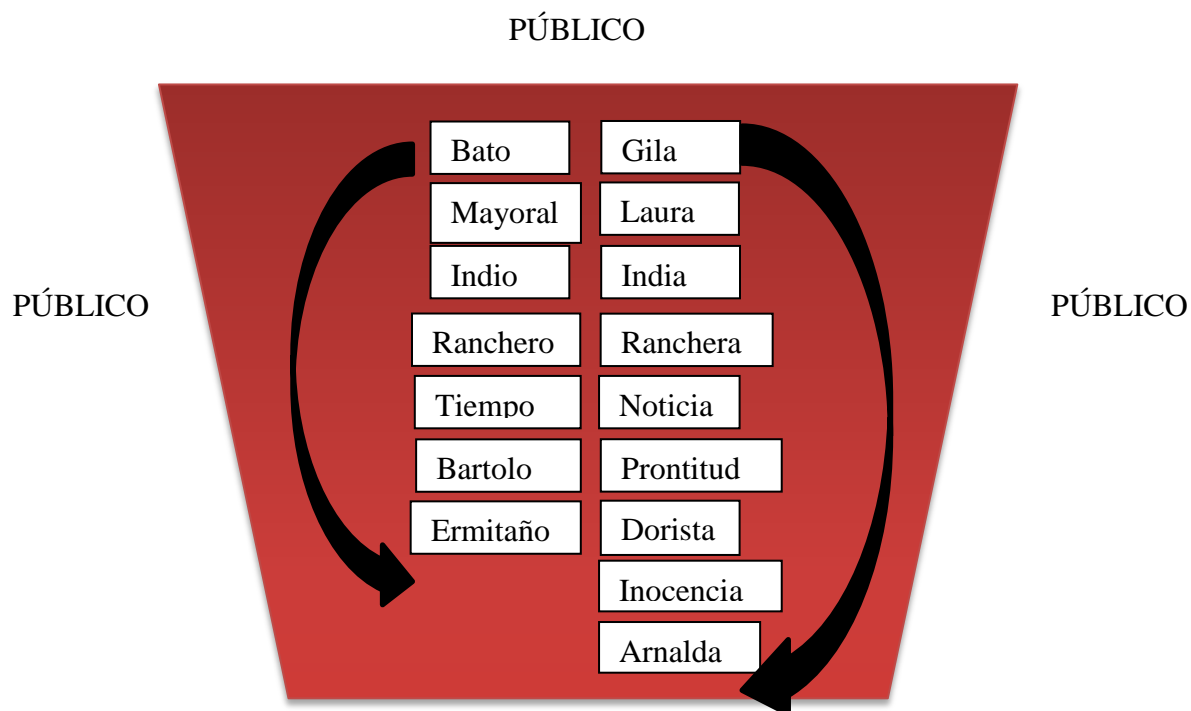 PÚBLICO
Bato Gila
Mayoral Laura
Indio India
PÚBLICO PÚBLICO
Ranchero Ranchera
Tiempo Noticia
Bartolo Prontitud
Ermitaño Dorista
Inocencia
Arnalda